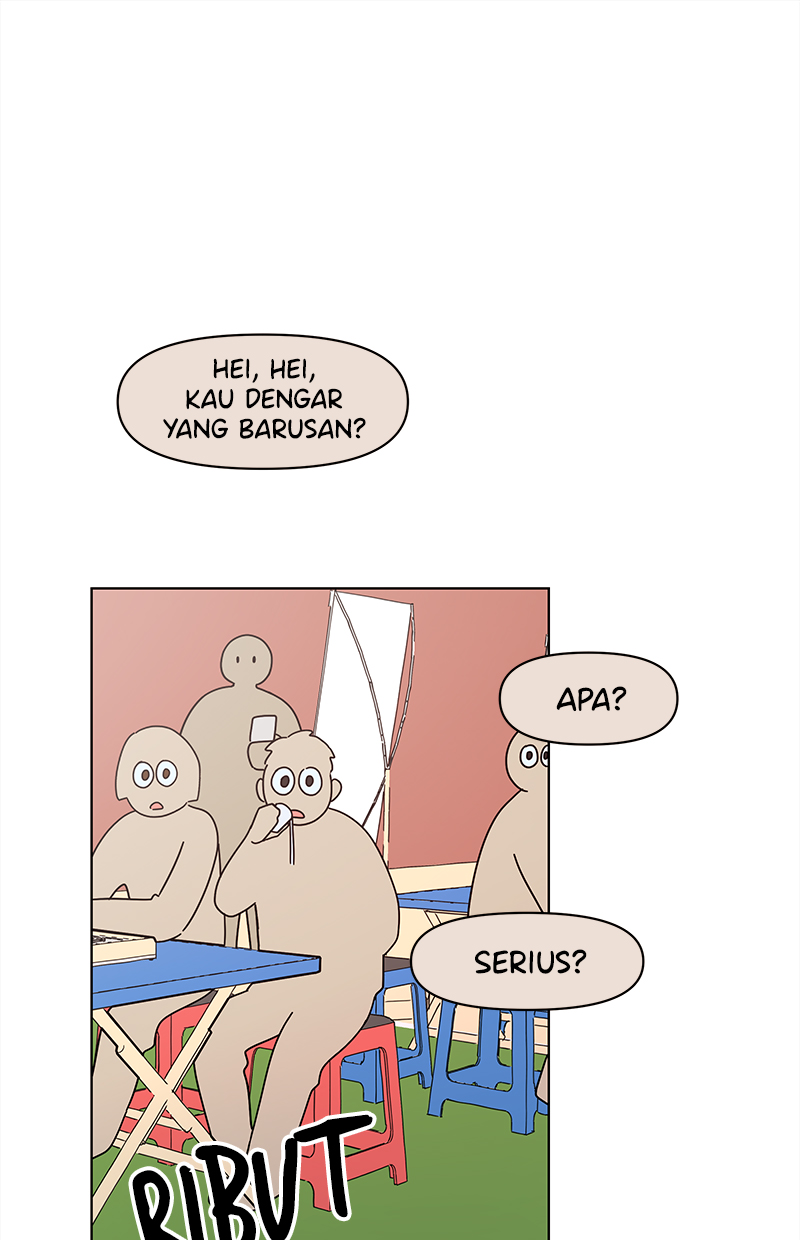 HEI, HEI,
KAU DENGAR
YANG BARUSAN?
APA?
SERIUS?
RIBUT